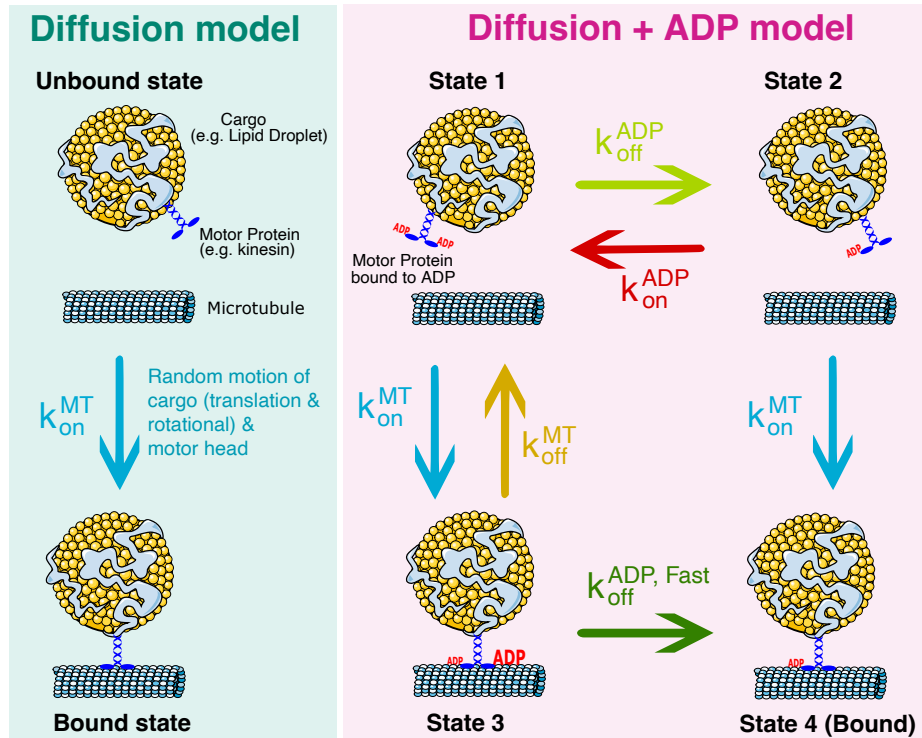 Diffusion model
Unbound state
Cargo
(e.g. Lipid Droplet)
Motor Protein
(e.g. kinesin)
Microtubule
k_on^MT
Random motion of
cargo (translation &
rotational) &
motor head
Bound state
Diffusion + ADP model
State 1
State 2
k_off^ADP
k_on^ADP
ADP
ADP
Motor Protein
bound to ADP
ADP
k_on^MT
k_off^MT
k_on^MT
k_off^ADP, Fast
ADP
ADP
ADP
State 3
State 4 (Bound)